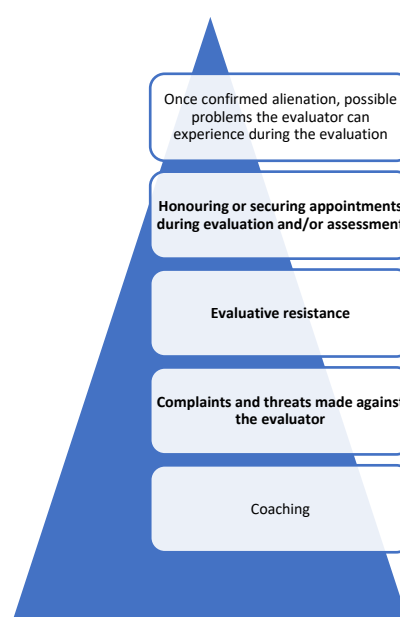 Once confirmed alienation, possible
problems the evaluator can
experience during the evaluation
Honouring or securing appointments
during evaluation and/or assessment
Evaluative resistance
Complaints and threats made against
the evaluator
Coaching